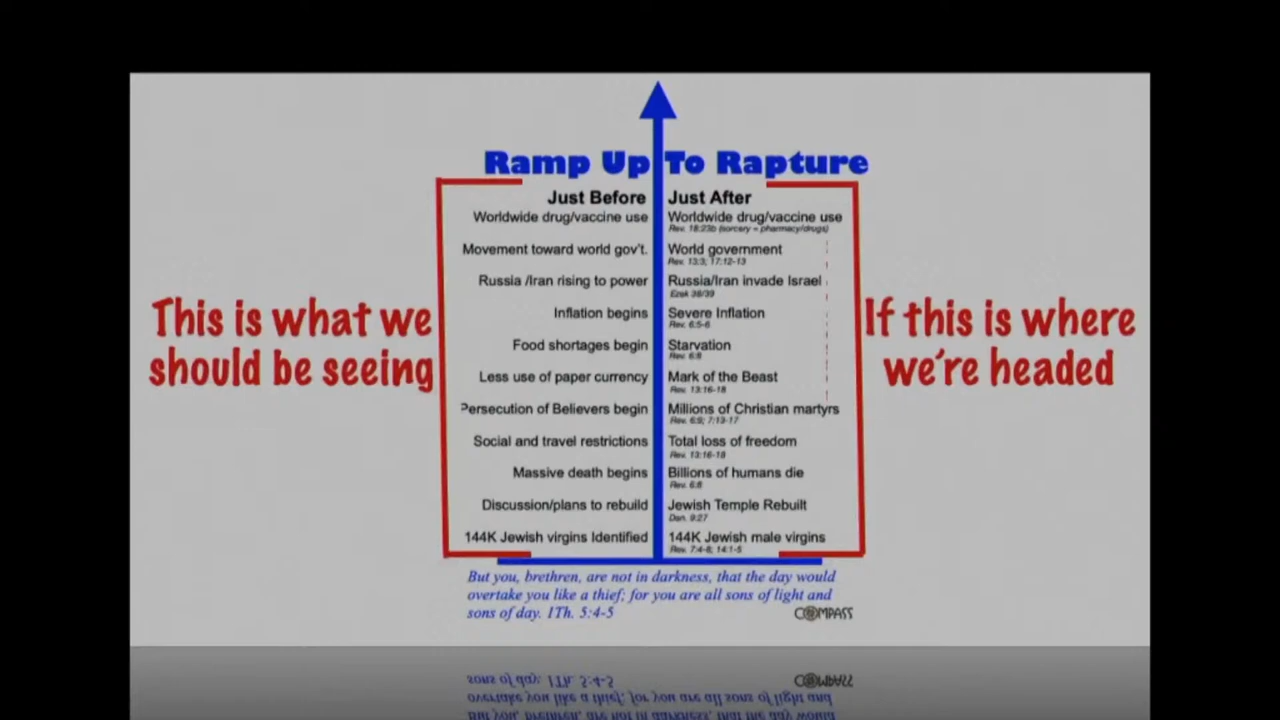 Ramp Up To Rapture
Just Before Just After
Worldwide drug/vaccine use Worldwide drug/vaccine use
Rev. 18:23b (sorcery = pharmacy/drugs)
Movement toward world gov't. World government
Rev. 13:3; 17:12-13
Russia /Iran rising to power Russia/Iran invade Israel
Ezek 38/39
Inflation begins Severe Inflation
Rev. 6:5-6
Food shortages begin Starvation
Rev. 6:8
Less use of paper currency Mark of the Beast
Rev. 13:16-18
Persecution of Believers begin Millions of Christian martyrs
Rev. 6:9; 7:13-17
Social and travel restrictions Total loss of freedom
Rev. 13:16-18
Massive death begins Billions of humans die
Rev. 6:8
Discussion/plans to rebuild Jewish Temple Rebuilt
Dan. 9:27
144K Jewish virgins Identified 144K Jewish male virgins
Rev. 7:4-8; 14:1-5
This is what we
should be seeing
If this is where
we're headed
But you, brethren, are not in darkness, that the day would
overtake you like a thief; for you are all sons of light and
sons of day. 1Th. 5:4-5
COMPASS